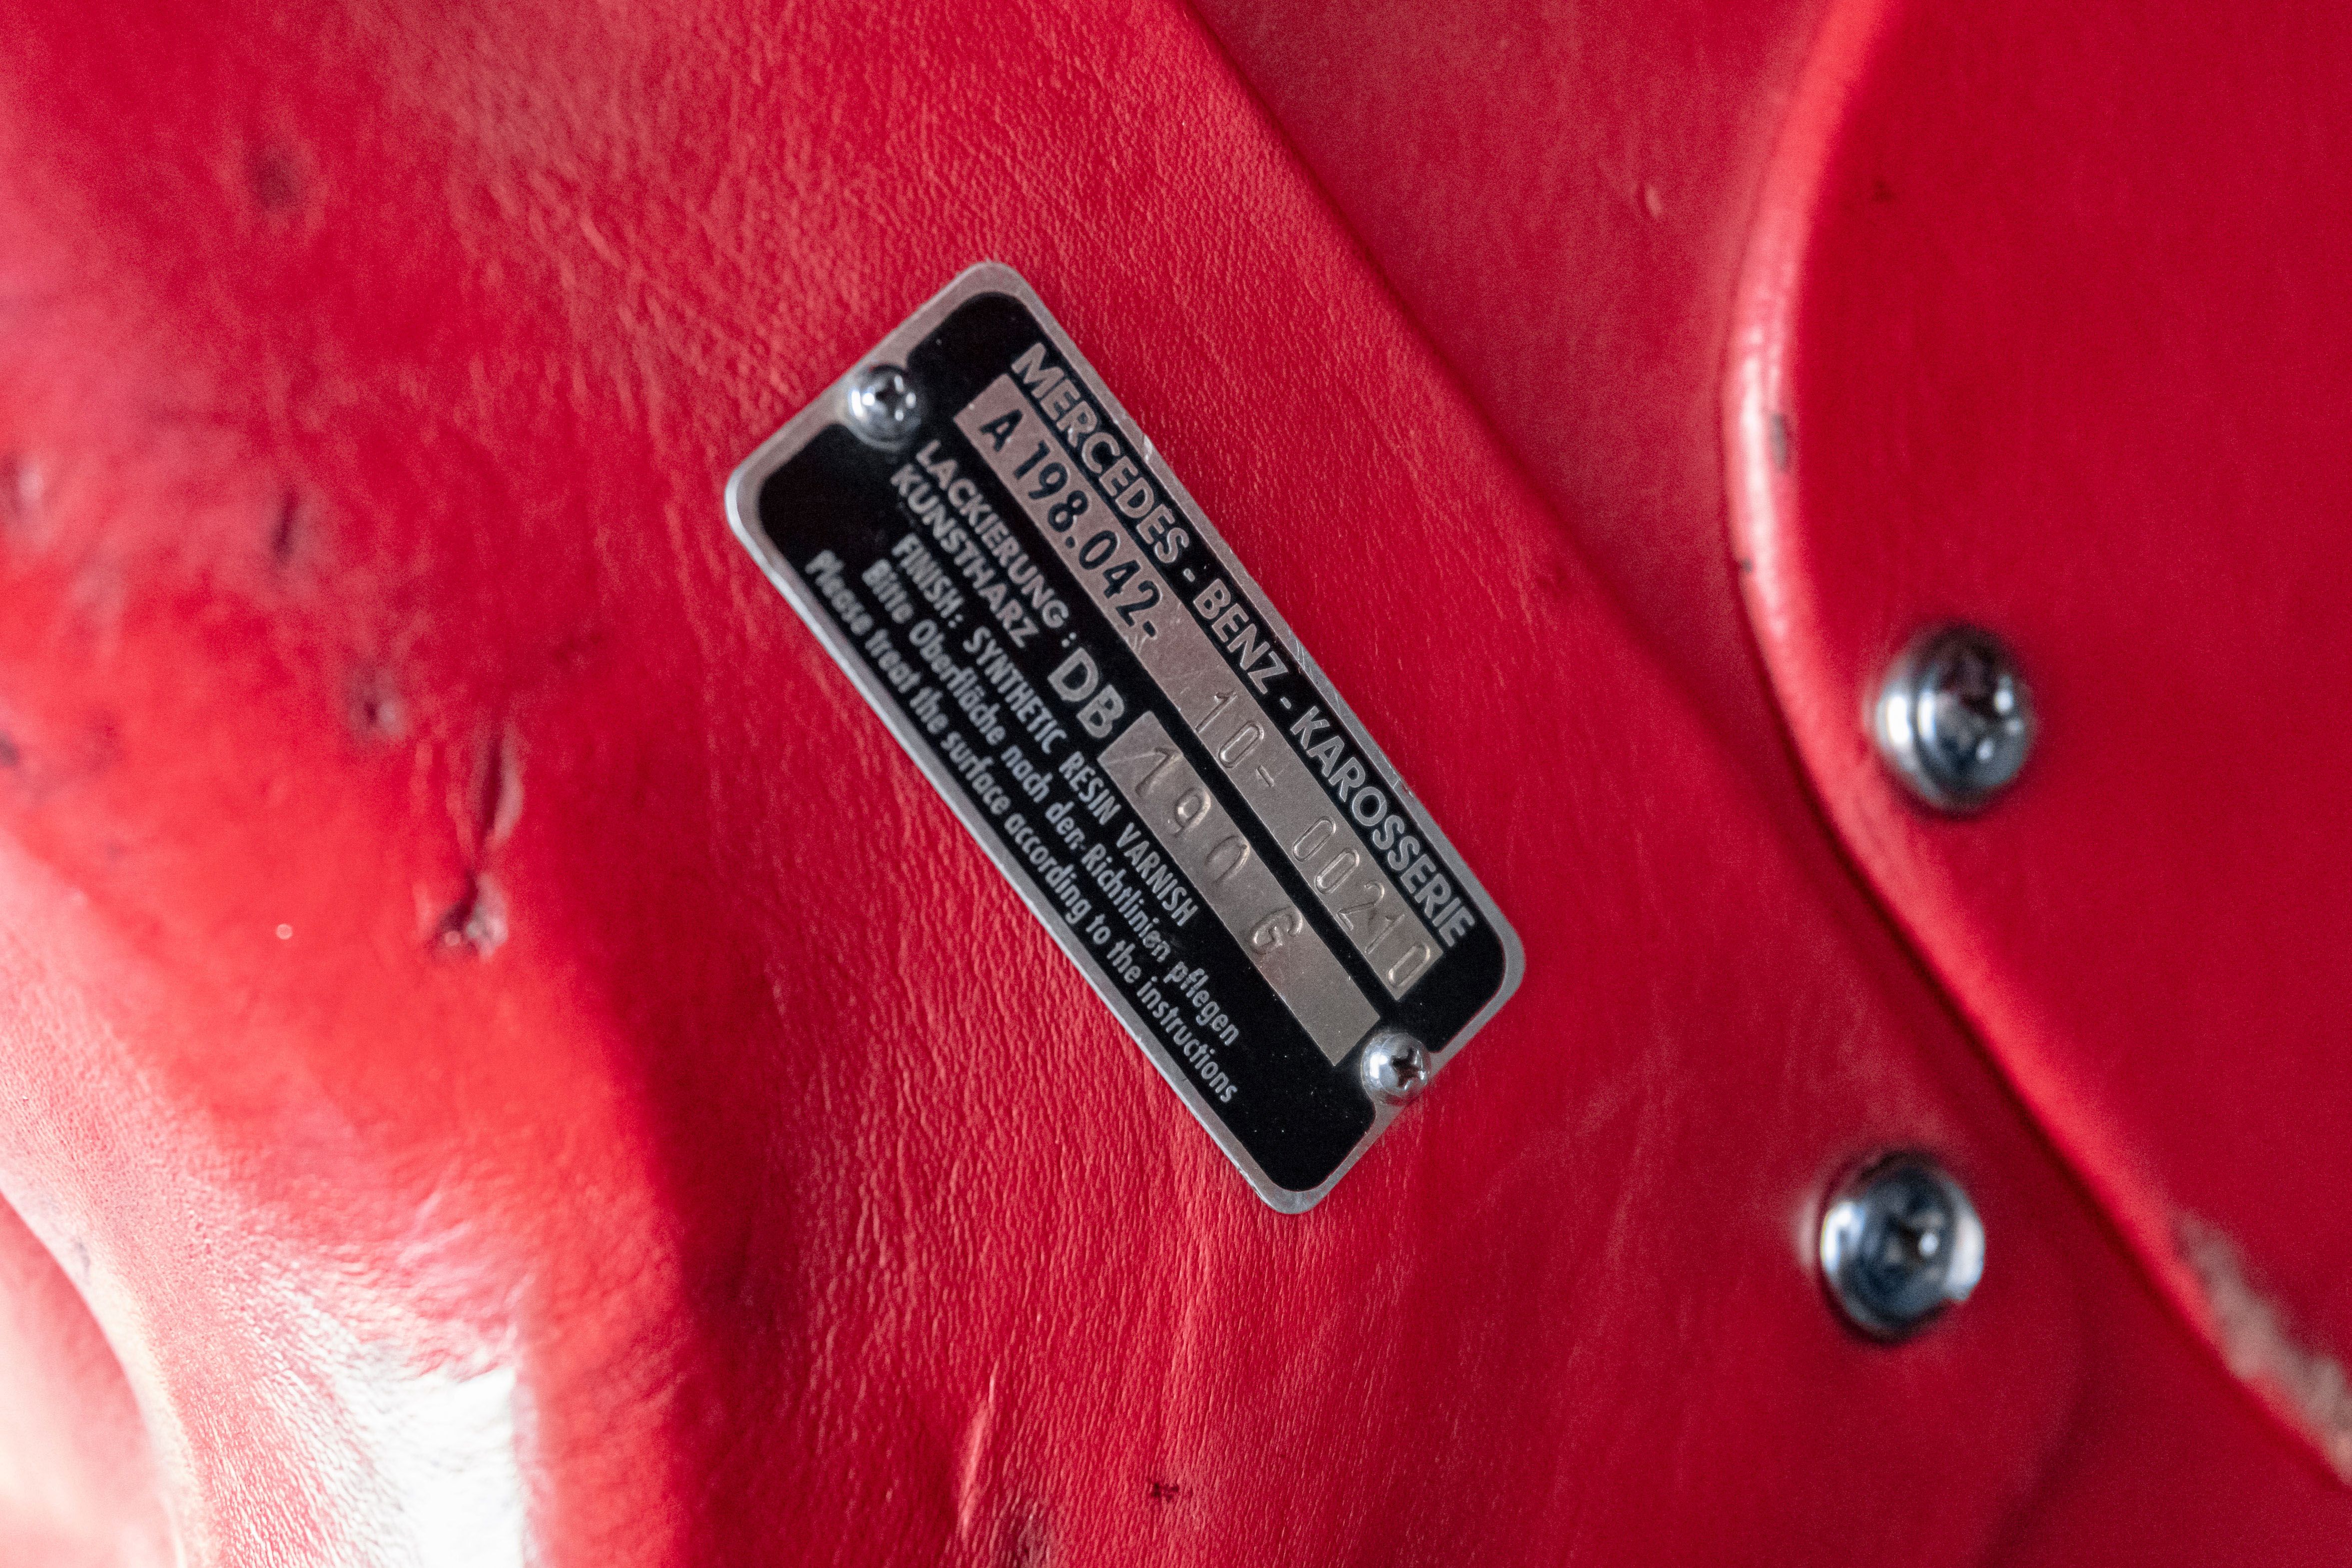 MERCEDES - BENZ - KAROSSERIE
A 198.042- 10- 00210
LACKIERUNG:
KUNSTHARZ DB 190 G
FINISH: SYNTHETIC RESIN VARNISH
Bitte Oberfläche nach den Richtlinien pflegen
Please treat the surface according to the instructions